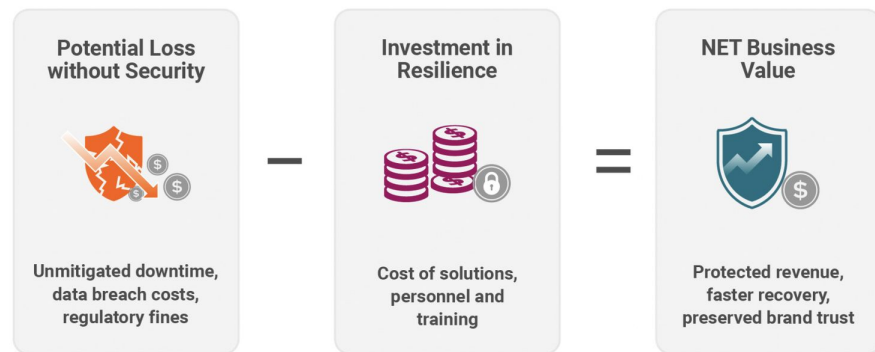 Potential Loss
without Security
$
$
$
Unmitigated downtime,
data breach costs,
regulatory fines
−
Investment in
Resilience
$
$
Cost of solutions,
personnel and
training
=
NET Business
Value
$
Protected revenue,
faster recovery,
preserved brand trust